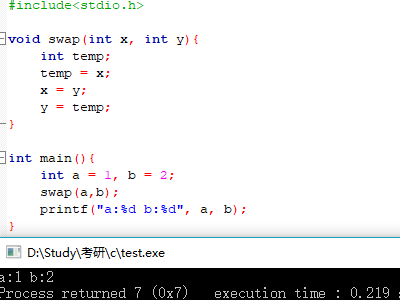 #include<stdio.h>
void swap(int x, int y){
int temp;
temp = x;
x = y;
y = temp;
}
int main(){
int a = 1, b = 2;
swap(a,b);
printf("a:%d b:%d", a, b);
}
D:\Study\考研\c\test.exe
a:1 b:2
Process returned 7 (0x7) execution time : 0.219 s